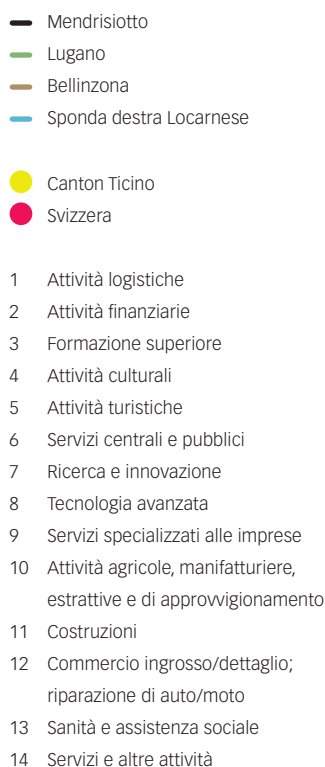 Mendrisiotto
Lugano
Bellinzona
Sponda destra Locarnese
Canton Ticino
Svizzera
1 Attività logistiche
2 Attività finanziarie
3 Formazione superiore
4 Attività culturali
5 Attività turistiche
6 Servizi centrali e pubblici
7 Ricerca e innovazione
8 Tecnologia avanzata
9 Servizi specializzati alle imprese
10 Attività agricole, manifatturiere,
estrattive e di approvvigionamento
11 Costruzioni
12 Commercio ingrosso/dettaglio;
riparazione di auto/moto
13 Sanità e assistenza sociale
14 Servizi e altre attività